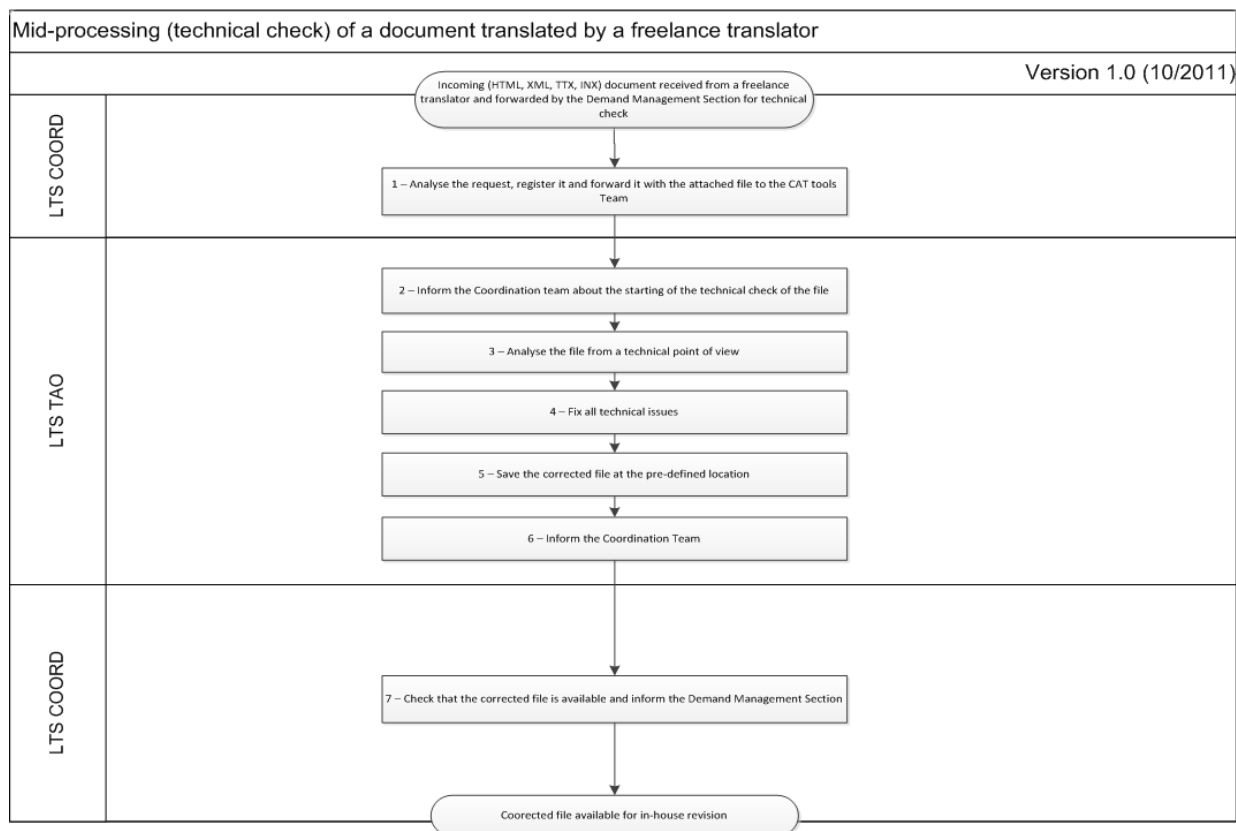 Mid-processing (technical check) of a document translated by a freelance translator
Version 1.0 (10/2011)
LTS COORD
Incoming (HTML, XML, TTX, INX) document received from a freelance
translator and forwarded by the Demand Management Section for technical
check
1 – Analyse the request, register it and forward it with the attached file to the CAT tools
Team
LTS TAO
2 – Inform the Coordination team about the starting of the technical check of the file
3 – Analyse the file from a technical point of view
4 – Fix all technical issues
5 – Save the corrected file at the pre-defined location
6 – Inform the Coordination Team
LTS COORD
7 – Check that the corrected file is available and inform the Demand Management Section
Coorected file available for in-house revision